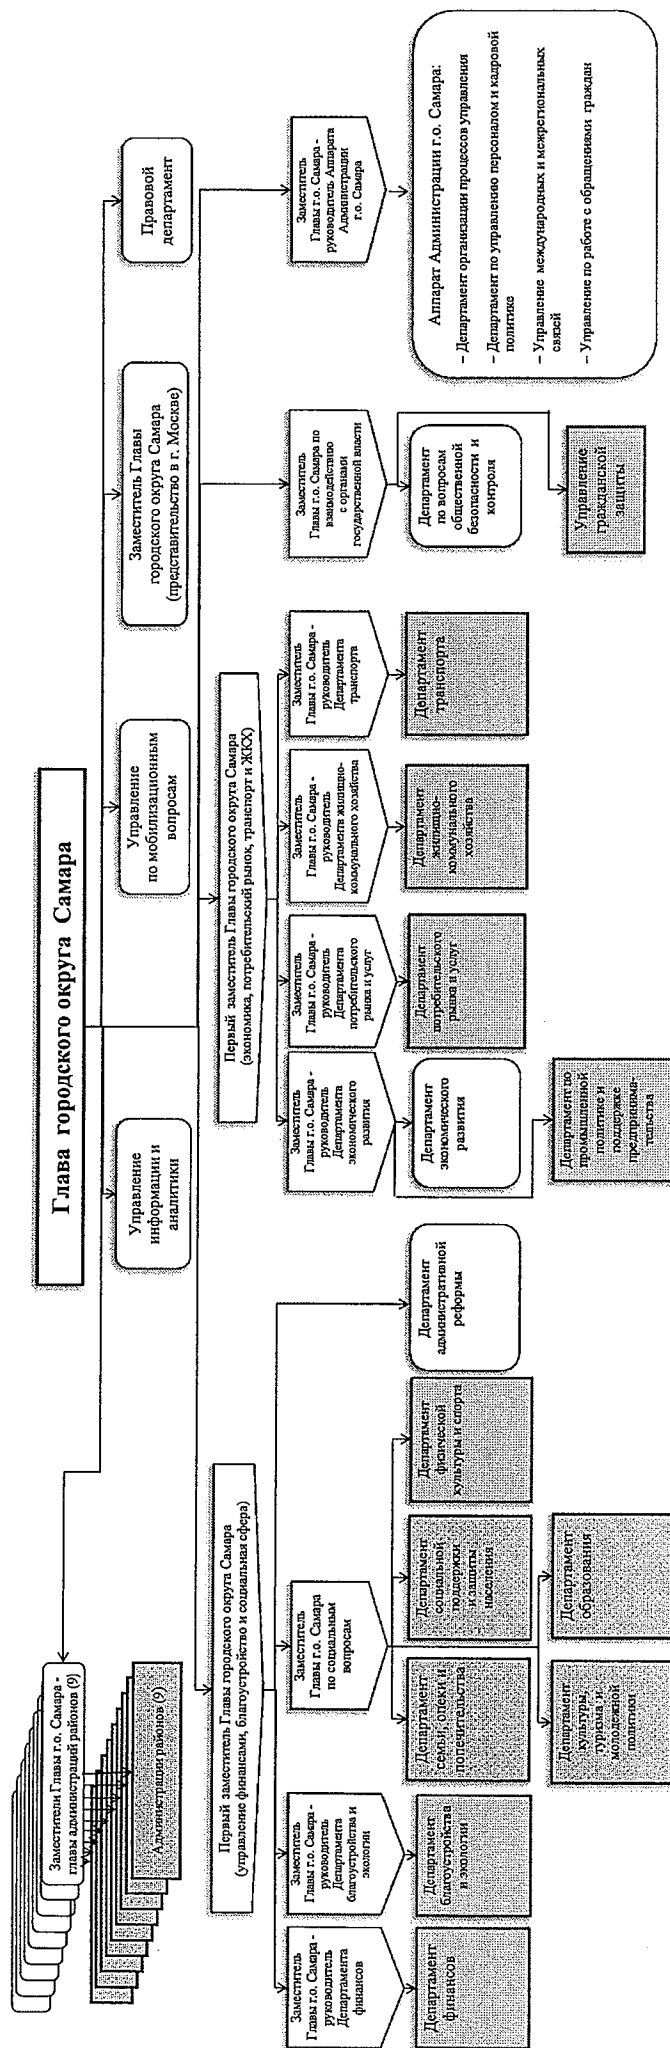 Глава городского округа Самара
Заместители Главы г.о. Самара -
главы администраций районов (9)
Администрации районов (9)
Управление
информации и
аналитики
Управление
по мобилизационным
вопросам
Заместитель Главы
городского округа Самара
(представительство в г. Москве)
Правовой
департамент
Первый заместитель Главы городского округа Самара
(управление финансами, благоустройство и социальная сфера)
Первый заместитель Главы городского округа Самара
(экономика, потребительский рынок, транспорт и ЖКХ)
Заместитель
Главы г.о. Самара -
руководитель
Департамента
финансов
Заместитель
Главы г.о. Самара -
руководитель
Департамента
благоустройства и
экологии
Заместитель
Главы г.о. Самара
по социальным
вопросам
Заместитель
Главы г.о. Самара -
руководитель
Департамента
экономического
развития
Заместитель
Главы г.о. Самара -
руководитель
Департамента
потребительского
рынка и услуг
Заместитель
Главы г.о. Самара -
руководитель
Департамента жилищно-
коммунального хозяйства
Заместитель
Главы г.о. Самара -
руководитель
Департамента
транспорта
Заместитель
Главы г.о. Самара по
взаимодействию
с органами
государственной власти
Заместитель
Главы г.о. Самара -
руководитель Аппарата
Администрации
г.о. Самара
Департамент
финансов
Департамент
благоустройства
и экологии
Департамент
семьи, опеки и
попечительства
Департамент
социальной
поддержки
и защиты
населения
Департамент
физической
культуры и спорта
Департамент
административной
реформы
Департамент
экономического
развития
Департамент
потребительского
рынка и услуг
Департамент
жилищно-
коммунального
хозяйства
Департамент
транспорта
Департамент
по вопросам
общественной
безопасности и
контроля
Аппарат Администрации г.о. Самара:
– Департамент организации процессов управления
– Департамент по управлению персоналом и кадровой
политике
– Управление международных и межрегиональных
связей
– Управление по работе с обращениями граждан
Департамент
культуры,
туризма и
молодежной
политики
Департамент
образования
Департамент по
промышленной
политике и
поддержке
предпринима-
тельства
Управление
гражданской
защиты